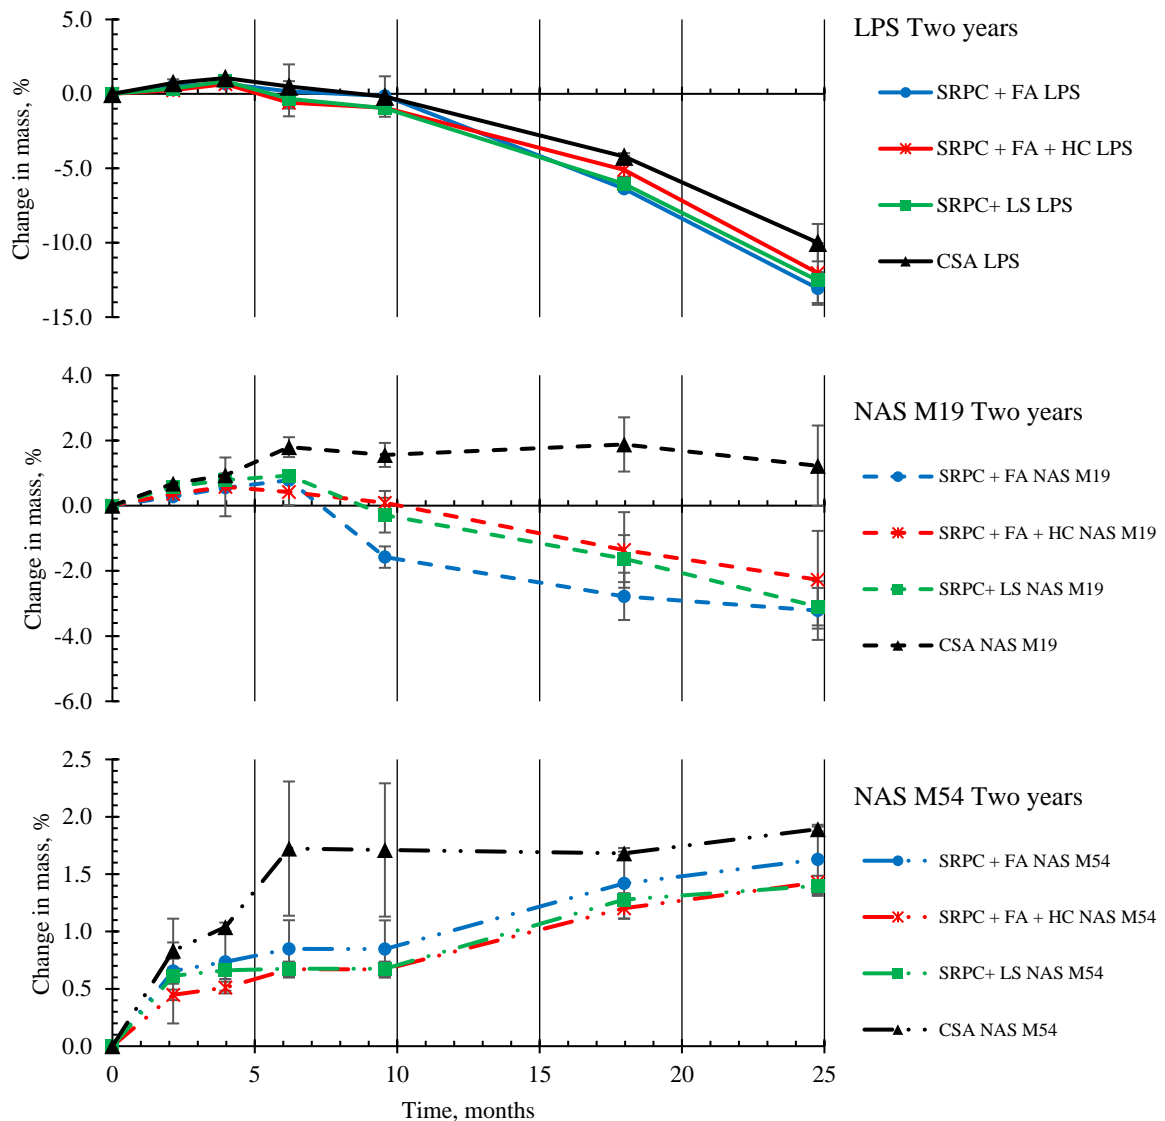 LPS Two years
Change in mass, %
5.0
0.0
-5.0
-10.0
-15.0
SRPC + FA LPS
SRPC + FA + HC LPS
SRPC+ LS LPS
CSA LPS
NAS M19 Two years
Change in mass, %
4.0
2.0
0.0
-2.0
-4.0
-6.0
SRPC + FA NAS M19
SRPC + FA + HC NAS M19
SRPC+ LS NAS M19
CSA NAS M19
NAS M54 Two years
Change in mass, %
2.5
2.0
1.5
1.0
0.5
0.0
SRPC + FA NAS M54
SRPC + FA + HC NAS M54
SRPC+ LS NAS M54
CSA NAS M54
0 5 10 15 20 25
Time, months